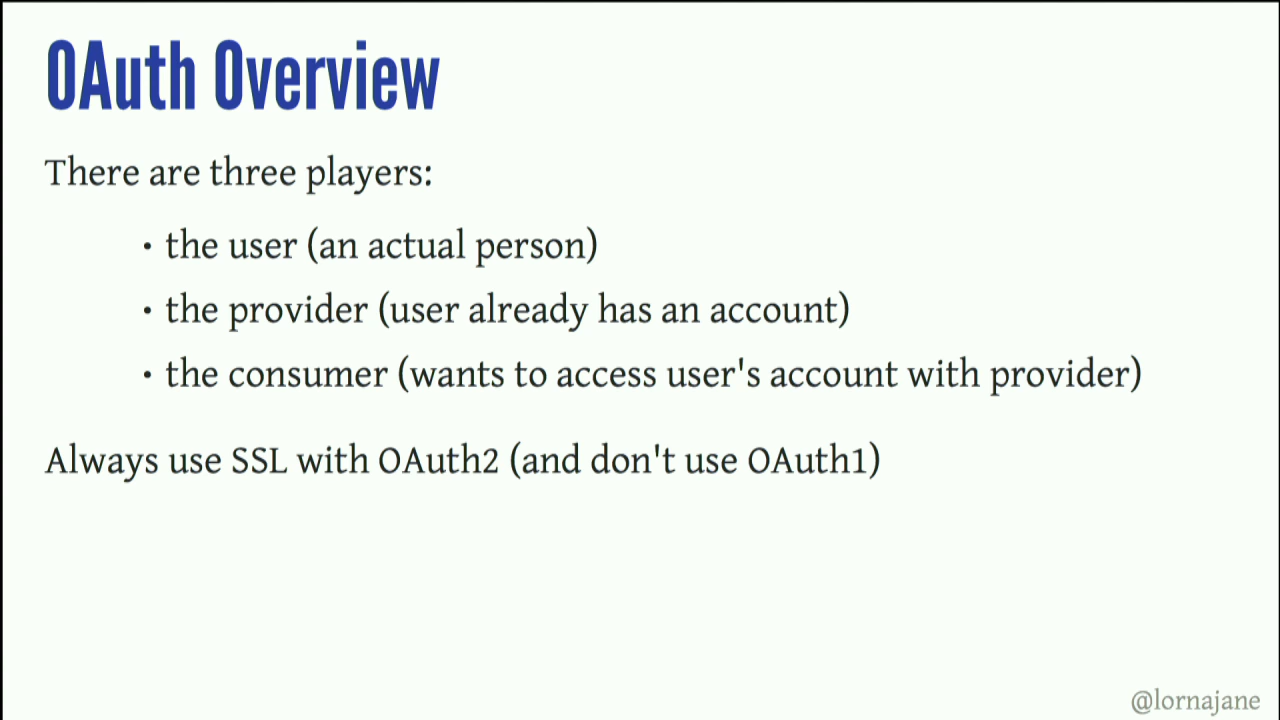 OAuth Overview
There are three players:
• the user (an actual person)
• the provider (user already has an account)
• the consumer (wants to access user's account with provider)
Always use SSL with OAuth2 (and don't use OAuth1)
@lornajane